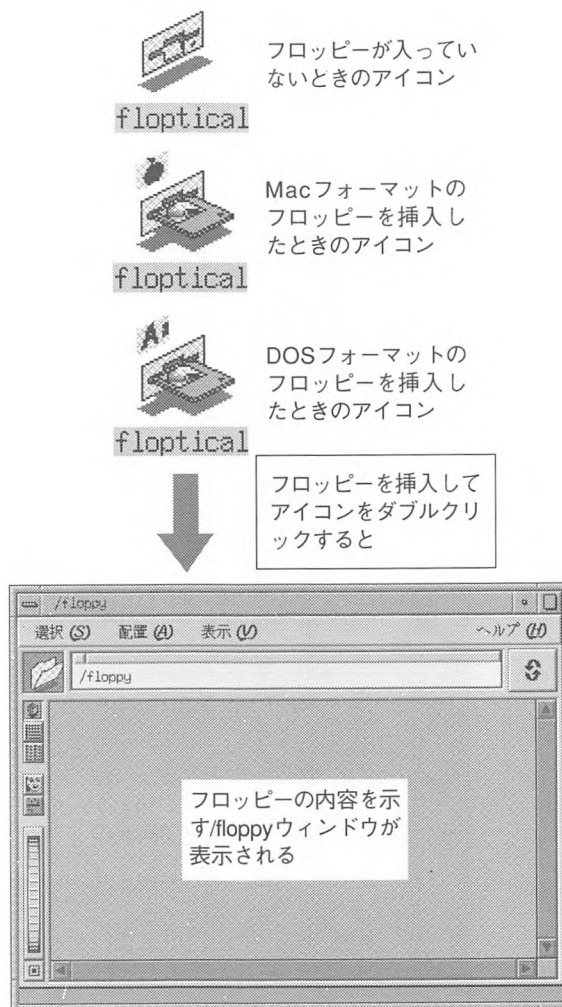 フロッピーが入ってい
ないときのアイコン
floptical
Macフォーマットの
フロッピーを挿入し
たときのアイコン
floptical
A:
DOSフォーマットの
フロッピーを挿入し
たときのアイコン
floptical
フロッピーを挿入して
アイコンをダブルクリ
ックすると
/floppy
選択 (S) 配置 (A) 表示 (V) ヘルプ (H)
/floppy
フロッピーの内容を示
す/floppyウィンドウが
表示される